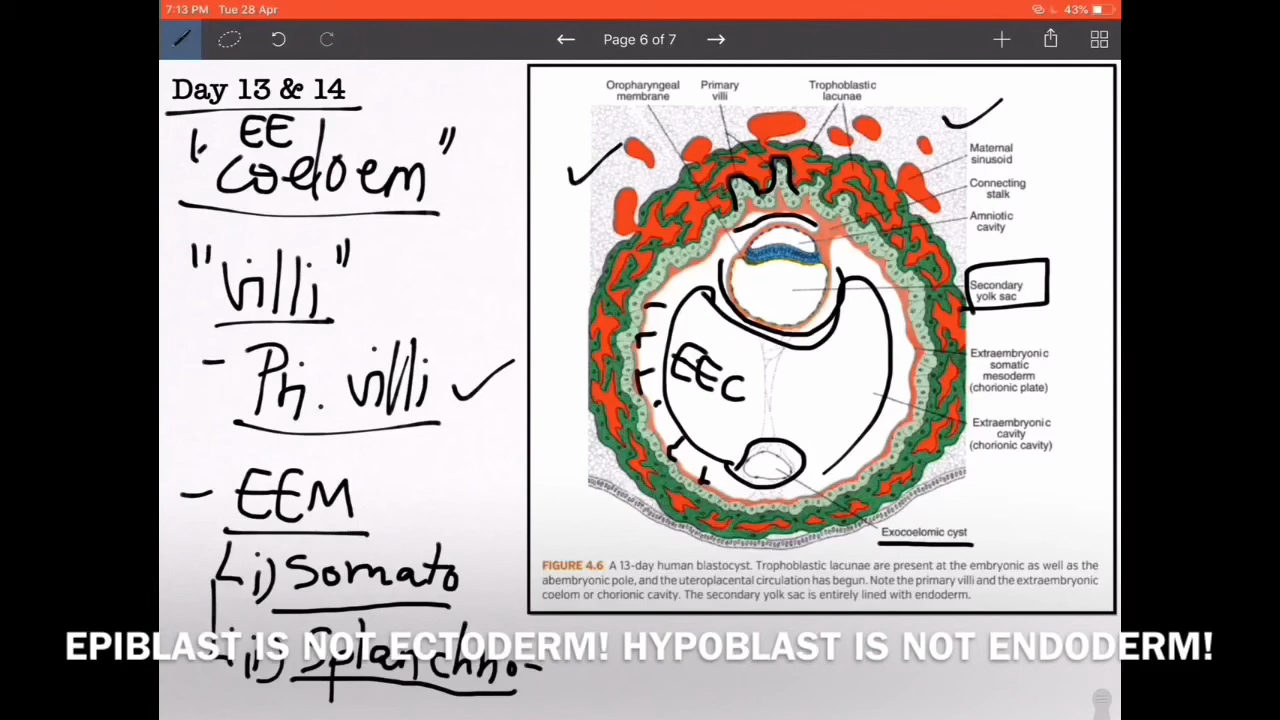 7:13 PM Tue 28 Apr
43%
Page 6 of 7
Day 13 & 14
" EE
coeloem "
"villi"
- Pri. villi
- EEM
i) Somato
ii) Splanchno-
Oropharyngeal
membrane
Primary
villi
Trophoblastic
lacunae
Maternal
sinusoid
Connecting
stalk
Amniotic
cavity
Secondary
yolk sac
Extraembryonic
somatic
mesoderm
(chorionic plate)
Extraembryonic
cavity
(chorionic cavity)
Exocoelomic cyst
EEC
FIGURE 4.6 A 13-day human blastocyst. Trophoblastic lacunae are present at the embryonic as well as the
abembryonic pole, and the uteroplacental circulation has begun. Note the primary villi and the extraembryonic
coelom or chorionic cavity. The secondary yolk sac is entirely lined with endoderm.
EPIBLAST IS NOT ECTODERM! HYPOBLAST IS NOT ENDODERM!